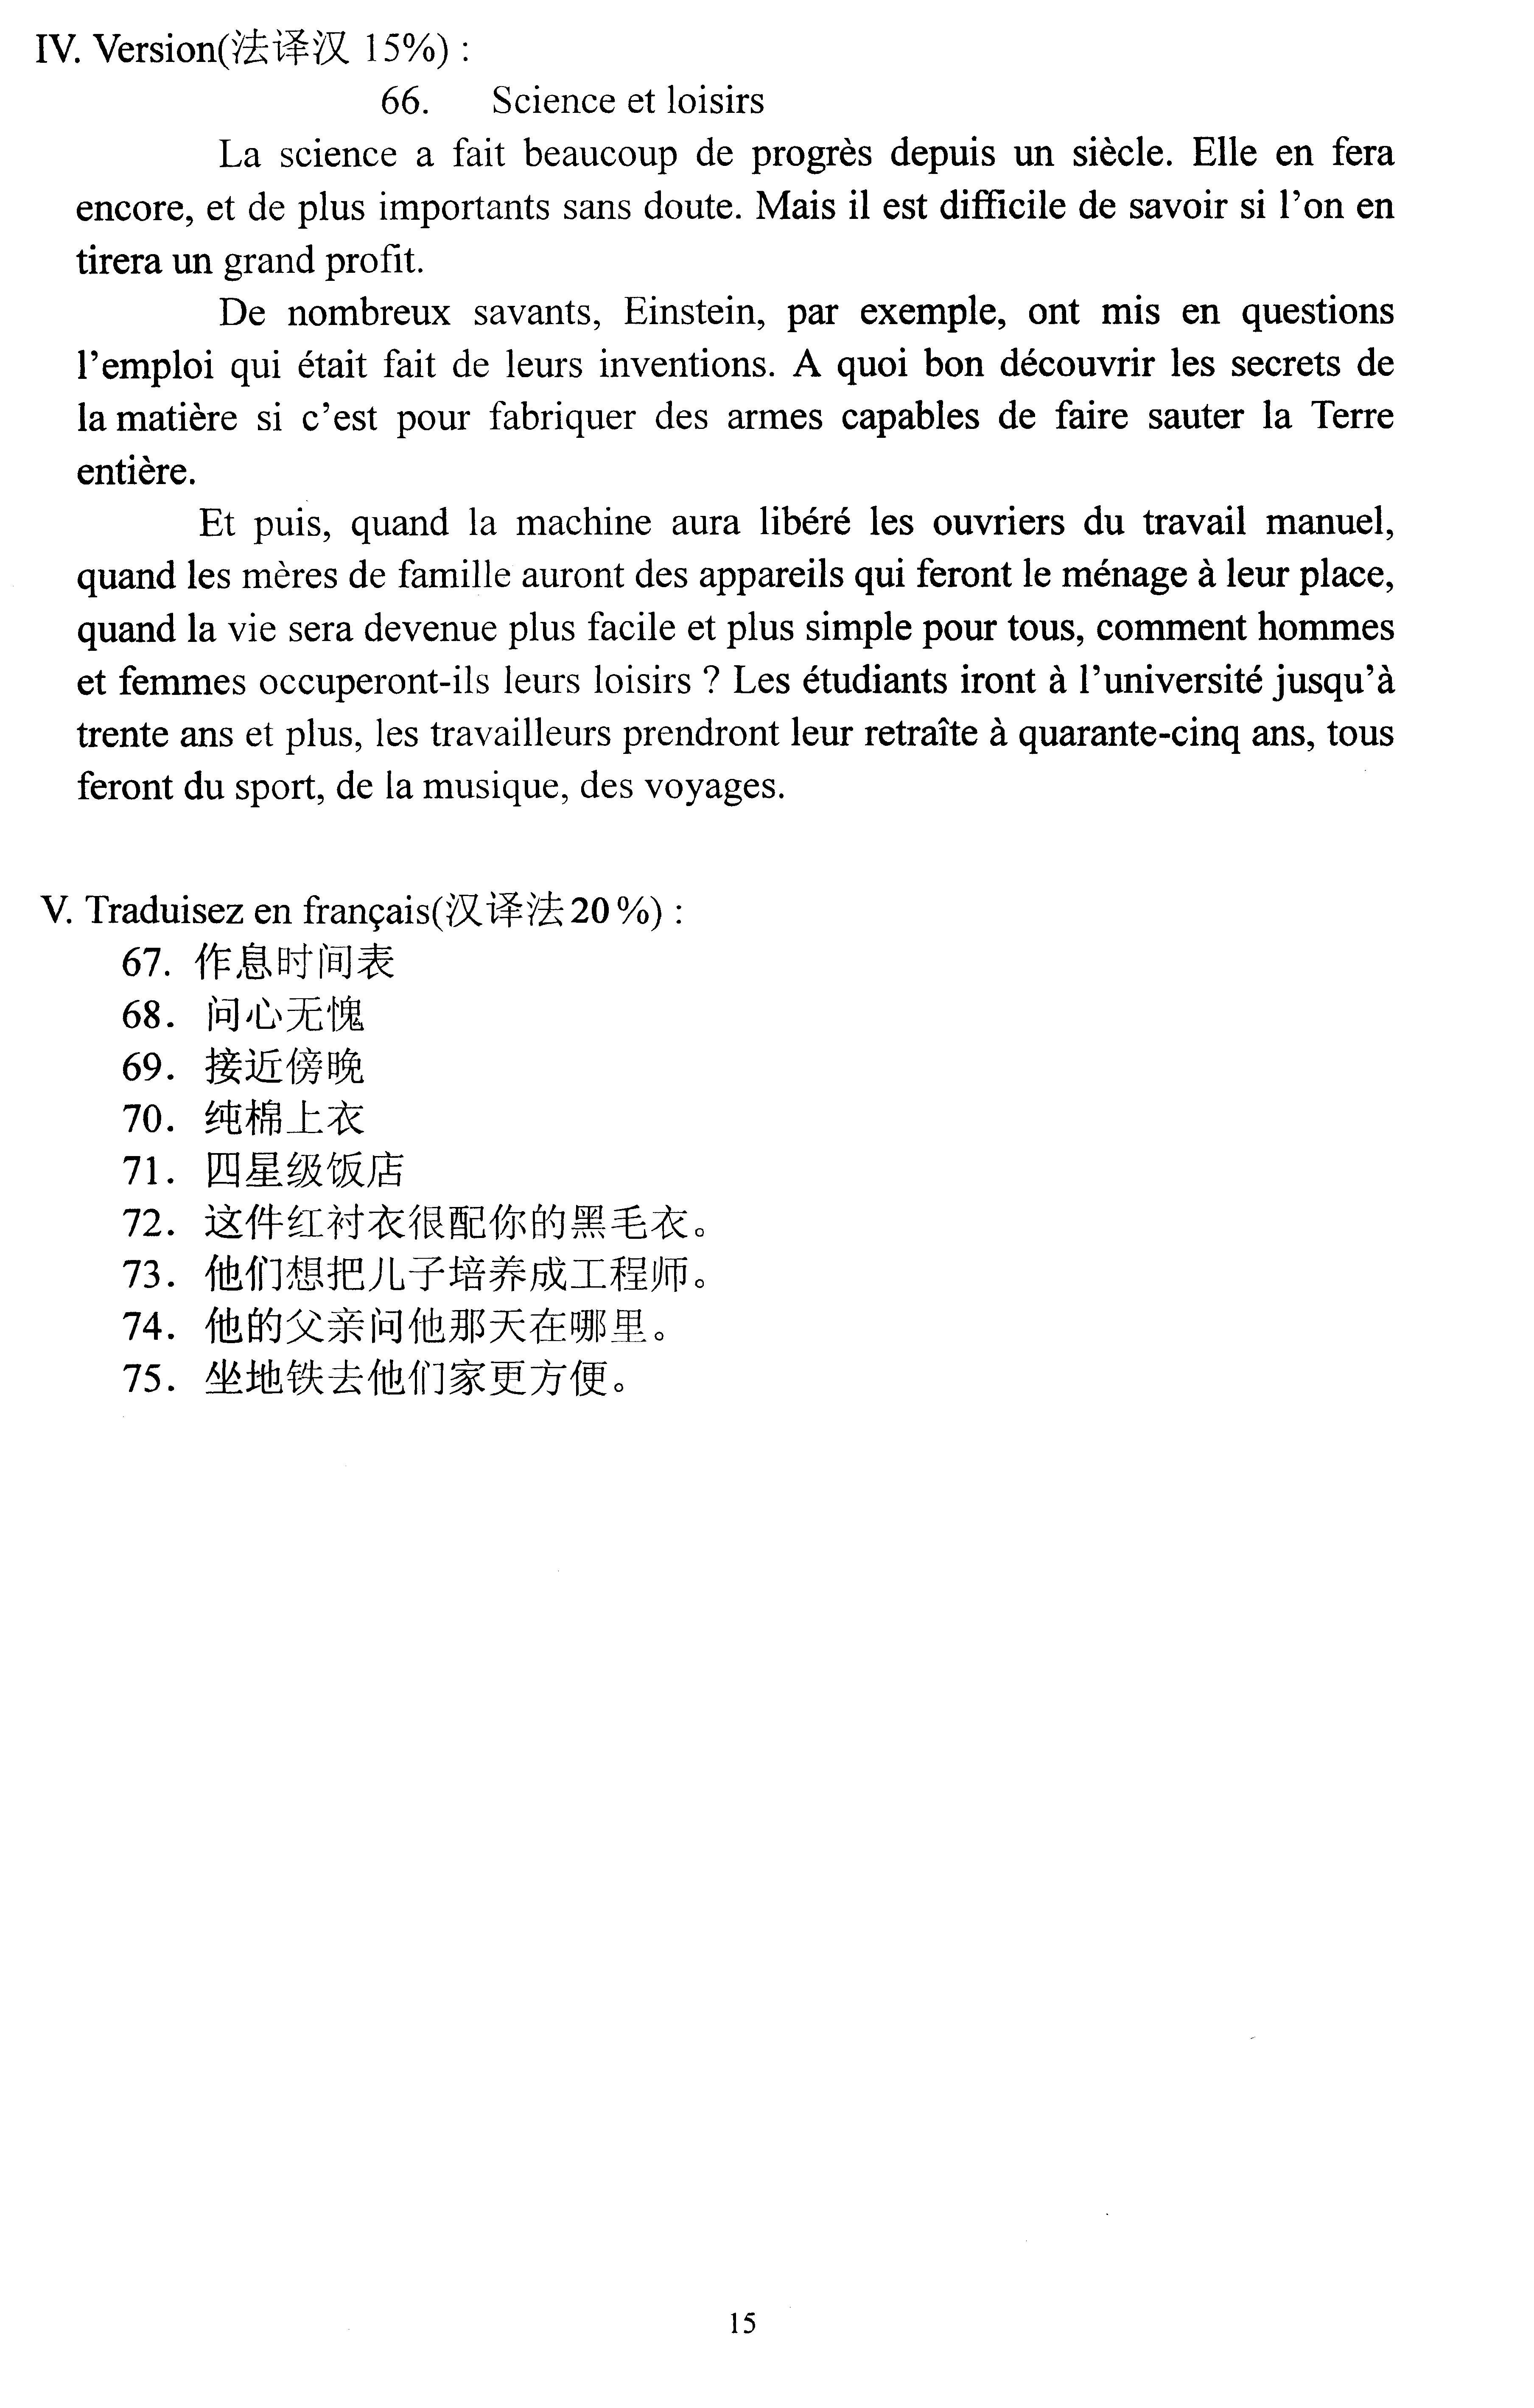 IV. Version(法译汉 15%) :
66. Science et loisirs
La science a fait beaucoup de progrès depuis un siècle. Elle en fera
encore, et de plus importants sans doute. Mais il est difficile de savoir si l’on en
tirera un grand profit.
De nombreux savants, Einstein, par exemple, ont mis en questions
l’emploi qui était fait de leurs inventions. A quoi bon découvrir les secrets de
la matière si c’est pour fabriquer des armes capables de faire sauter la Terre
entière.
Et puis, quand la machine aura libéré les ouvriers du travail manuel,
quand les mères de famille auront des appareils qui feront le ménage à leur place,
quand la vie sera devenue plus facile et plus simple pour tous, comment hommes
et femmes occuperont-ils leurs loisirs ? Les étudiants iront à l’université jusqu’à
trente ans et plus, les travailleurs prendront leur retraîte à quarante-cinq ans, tous
feront du sport, de la musique, des voyages.
V. Traduisez en français(汉译法20%) :
67. 作息时间表
68. 问心无愧
69. 接近傍晚
70. 纯棉上衣
71. 四星级饭店
72. 这件红衬衣很配你的黑毛衣。
73. 他们想把儿子培养成工程师。
74. 他的父亲问他那天在哪里。
75. 坐地铁去他们家更方便。
15